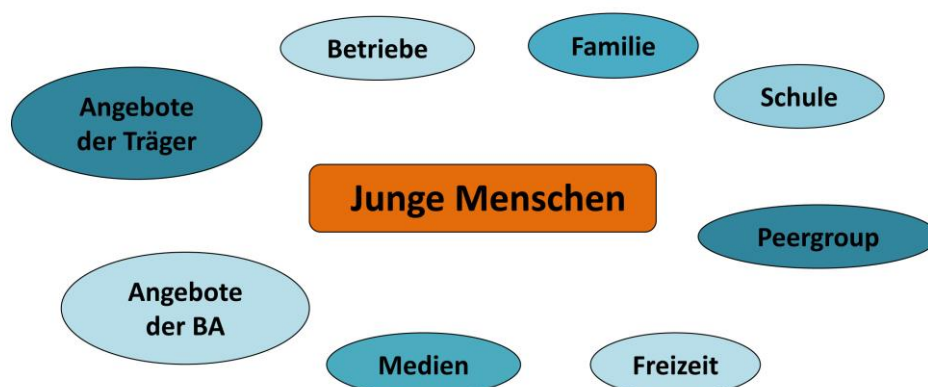 Betriebe
Familie
Schule
Angebote
der Träger
Junge Menschen
Peergroup
Angebote
der BA
Medien
Freizeit